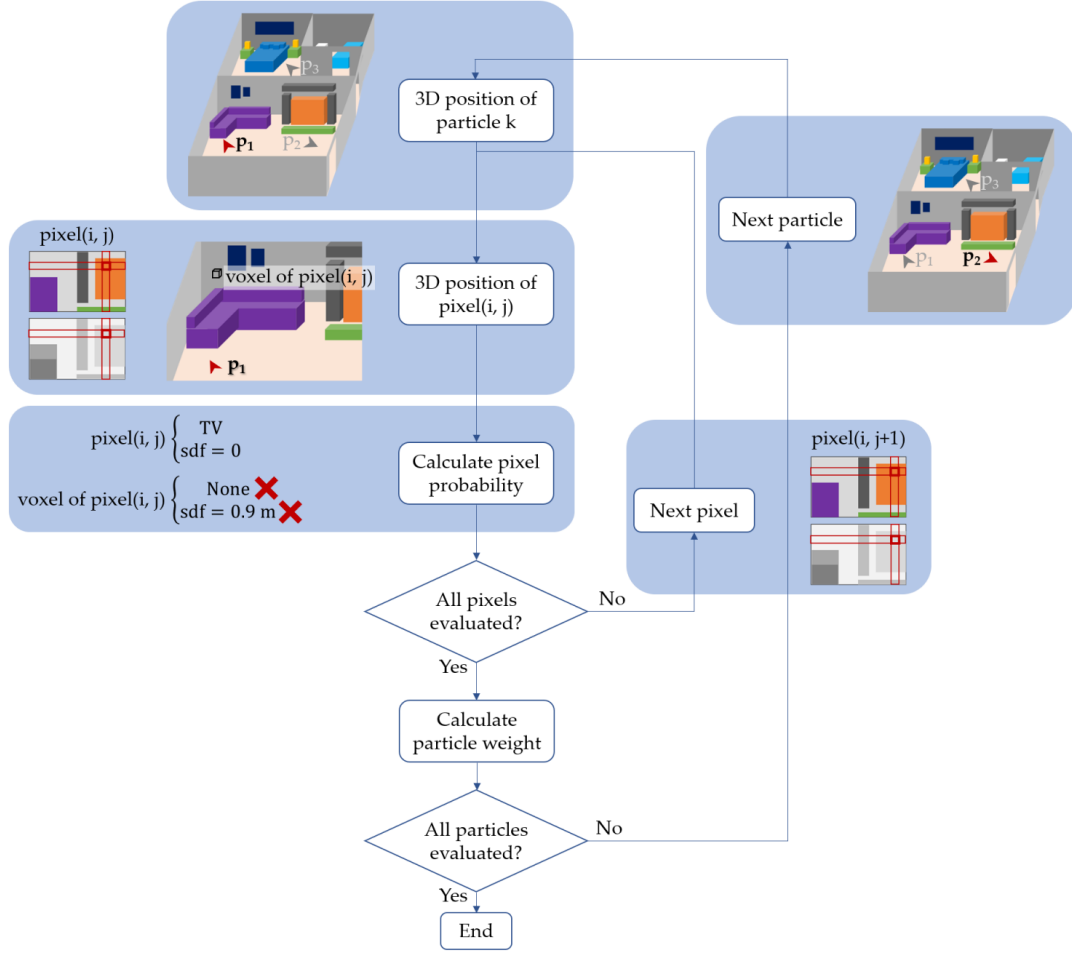 p3
p1
p2
3D position of
particle k
Next particle
p3
p1
p2
pixel(i, j)
voxel of pixel(i, j)
p1
3D position of
pixel(i, j)
pixel(i, j) { TV
sdf = 0
voxel of pixel(i, j) { None
sdf = 0.9 m
Calculate pixel
probability
Next pixel
pixel(i, j+1)
All pixels
evaluated?
No
Yes
Calculate
particle weight
All particles
evaluated?
No
Yes
End